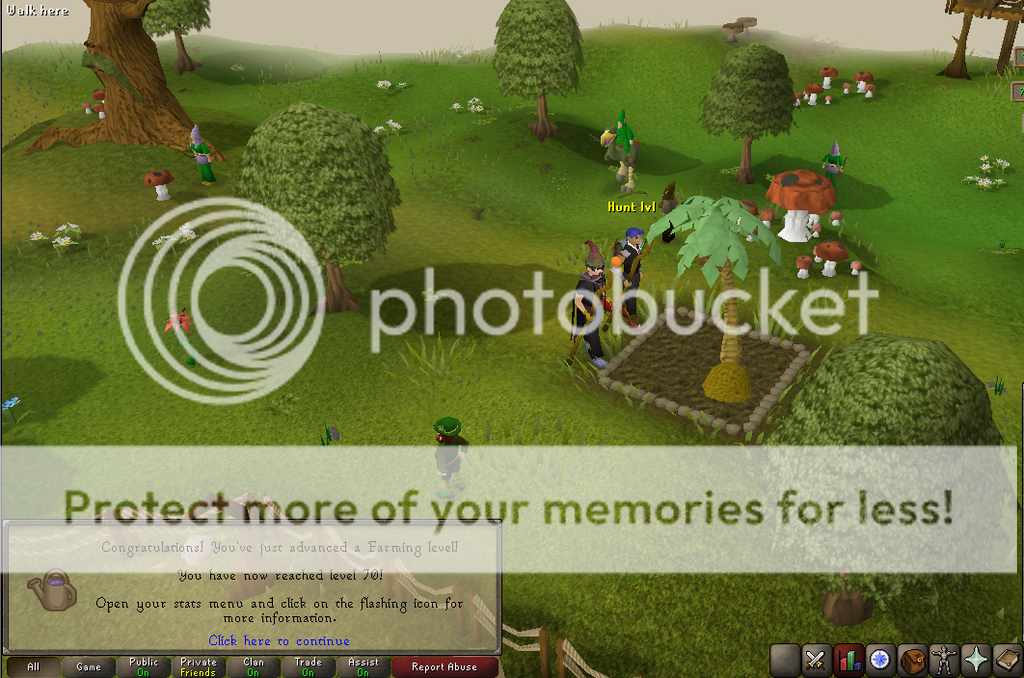 Walk here
Hunt lvl
photobucket
Protect more of your memories for less!
Congratulations! You've just advanced a Farming level!
You have now reached level 70!
Open your stats menu and click on the flashing icon for
more information.
Click here to continue
All Game Public On Private Friends Clan On Trade On Assist On Report Abuse